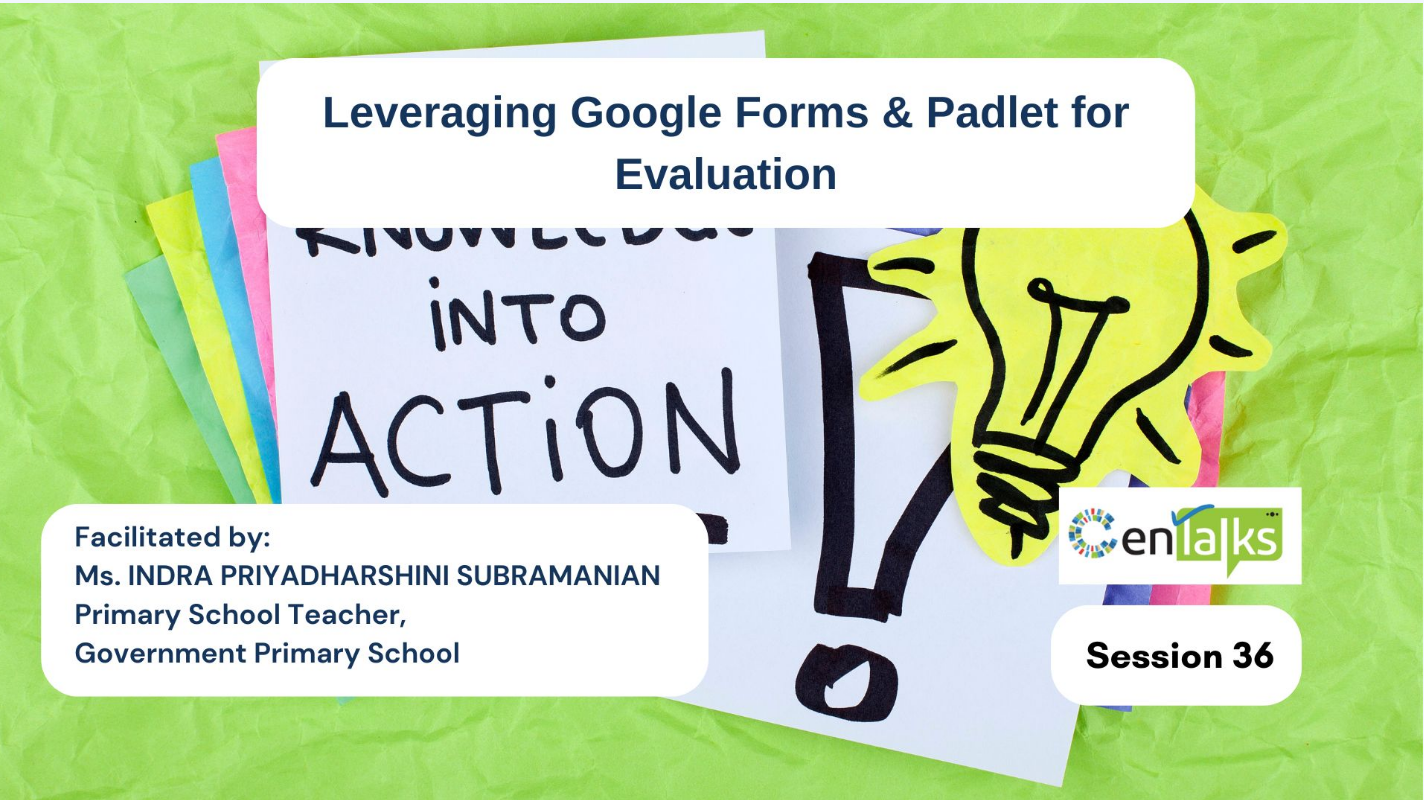 Leveraging Google Forms & Padlet for
Evaluation
KNOWLEDGE
iNTO
ACTiON
Facilitated by:
Ms. INDRA PRIYADHARSHINI SUBRAMANIAN
Primary School Teacher,
Government Primary School
CenTalks
Session 36